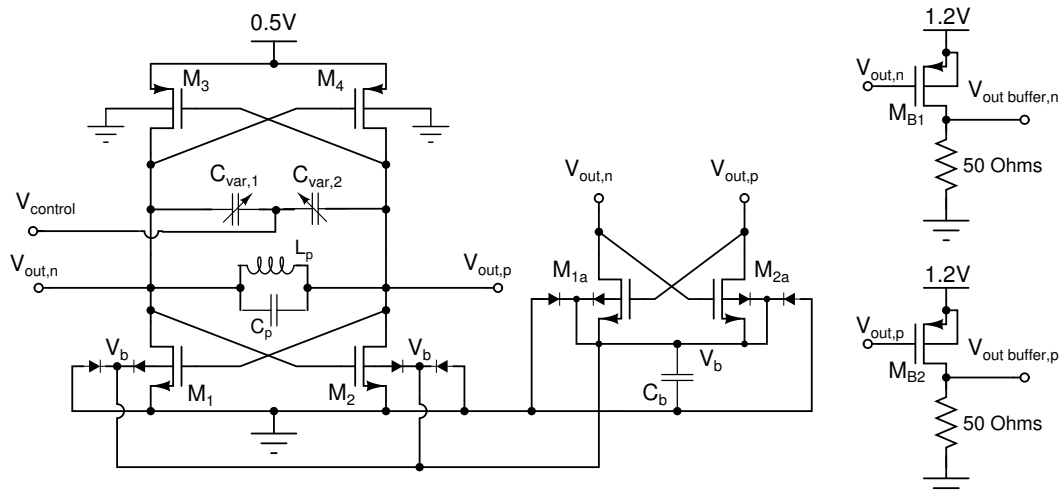 0.5V
M3
M4
Cvar,1
Cvar,2
Vcontrol
Vout,n
Lp
Cp
Vout,p
Vb
Vb
M1
M2
Vout,n
Vout,p
M1a
M2a
Vb
Cb
1.2V
Vout,n
MB1
Vout buffer,n
50 Ohms
1.2V
Vout,p
MB2
Vout buffer,p
50 Ohms